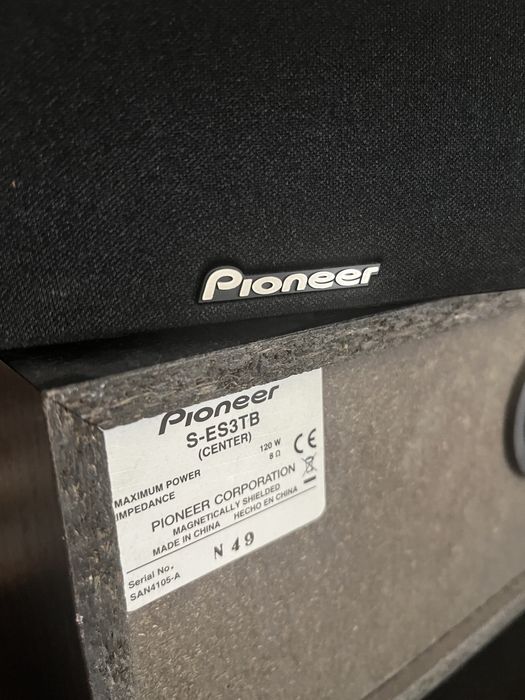 Pioneer
Pioneer
S-ES3TB
(CENTER)
MAXIMUM POWER 120 W
IMPEDANCE 8 Ω
CE
PIONEER CORPORATION
MAGNETICALLY SHIELDED
MADE IN CHINA HECHO EN CHINA
N 49
Serial No.
SAN4105-A